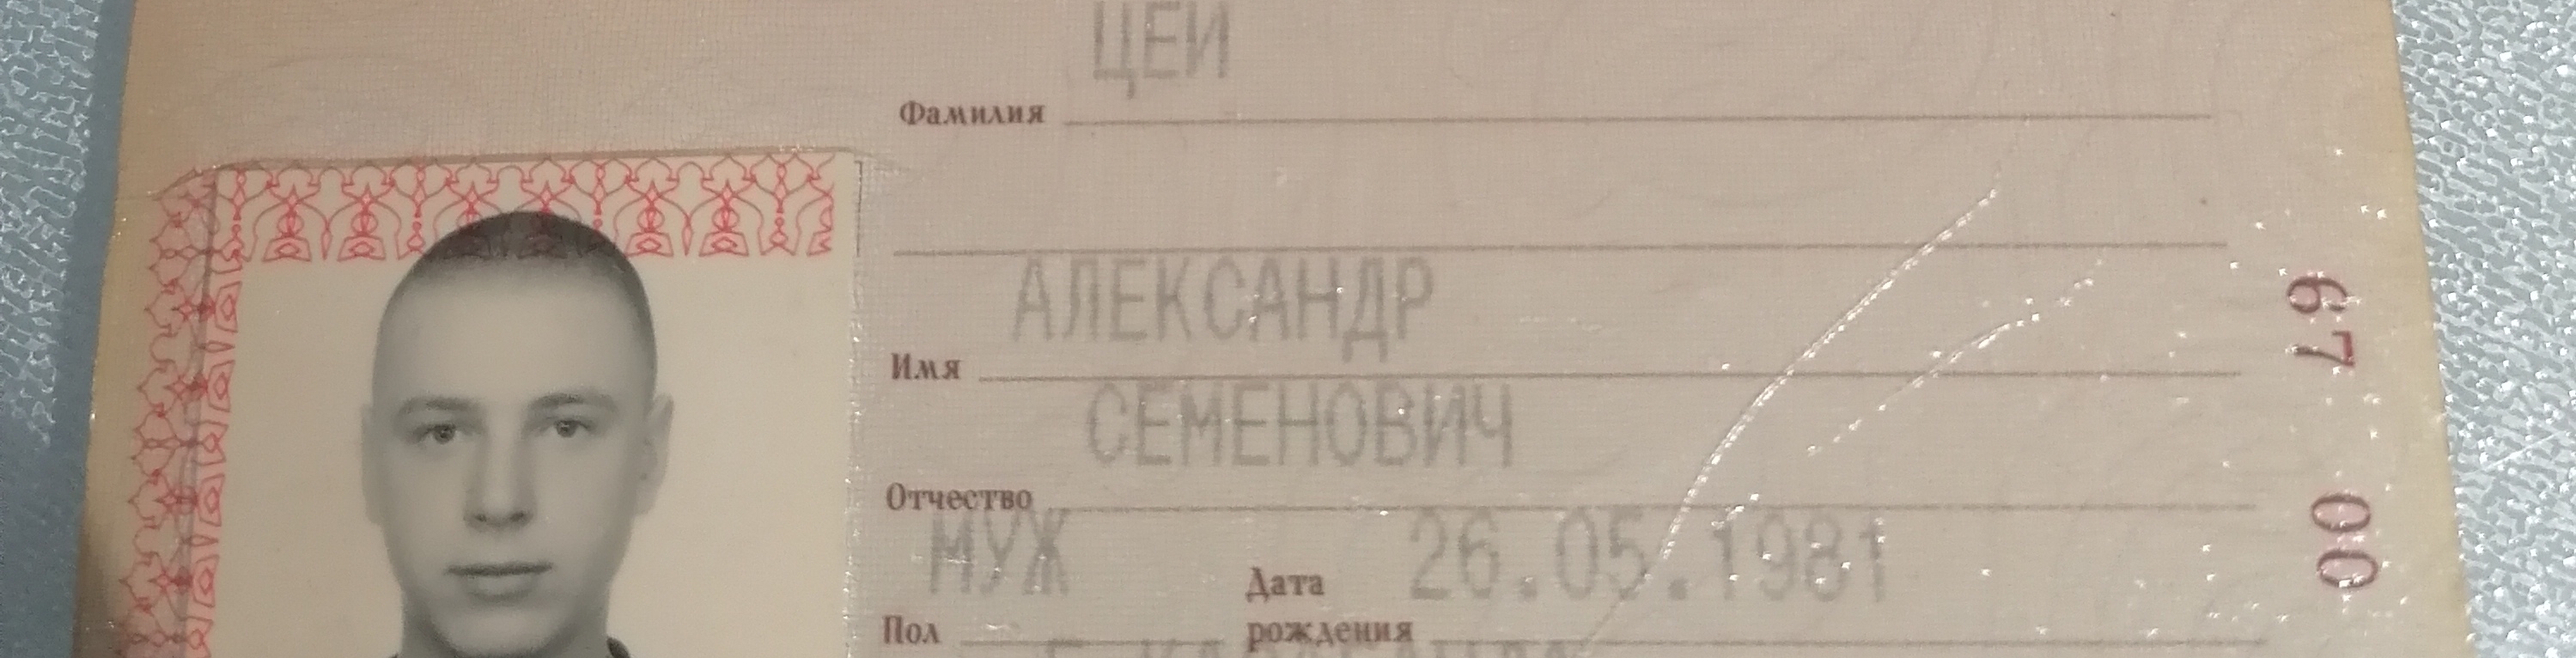 ЦЕЙ
Фамилия
АЛЕКСАНДР
Имя
СЕМЕНОВИЧ
Отчество
МУЖ 26.05.1981
Пол Дата рождения
67 00